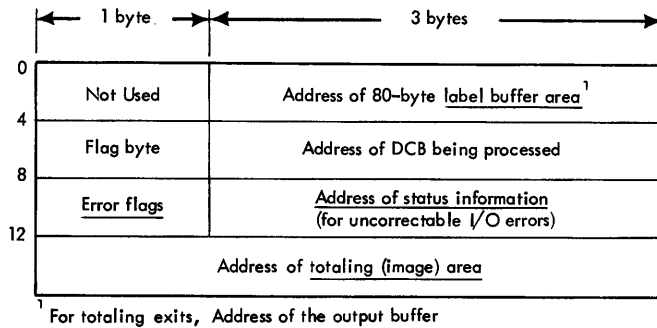 1 byte 3 bytes
0
Not Used Address of 80-byte label buffer area¹
4
Flag byte Address of DCB being processed
8
Error flags Address of status information
(for uncorrectable I/O errors)
12
Address of totaling (image) area
¹ For totaling exits, Address of the output buffer